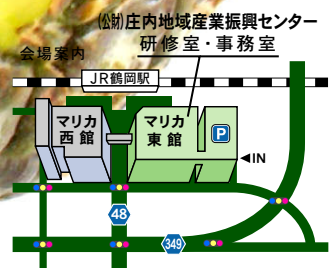 (公財)庄内地域産業振興センター
研修室・事務室
会場案内
JR鶴岡駅
マリカ
西館
マリカ
東館
P
IN
48
349